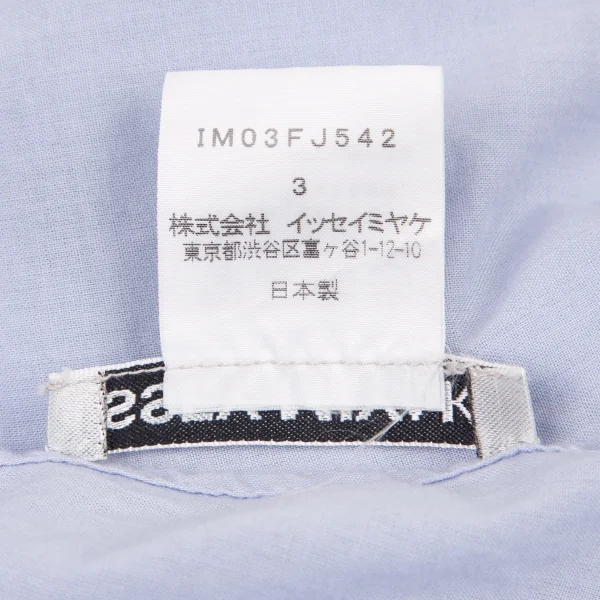 IM03FJ542
3
株式会社 イッセイミヤケ
東京都渋谷区富ヶ谷1-12-10
日本製